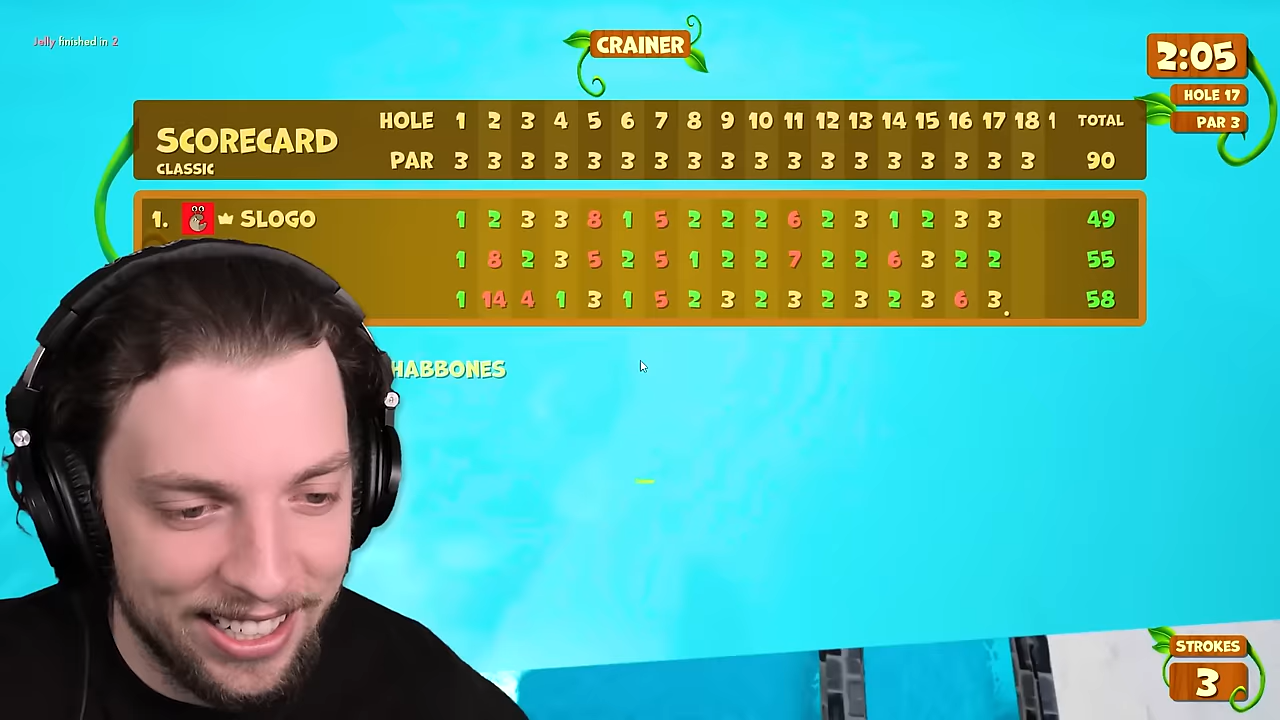 Jelly finished in 2
CRAINER
2:05
HOLE 17
PAR 3
SCORECARD
CLASSIC
HOLE 1 2 3 4 5 6 7 8 9 10 11 12 13 14 15 16 17 18 1 TOTAL
PAR 3 3 3 3 3 3 3 3 3 3 3 3 3 3 3 3 3 3 90
1. SLOGO 1 2 3 3 8 1 5 2 2 2 6 2 3 1 2 3 3 49
1 8 2 3 5 2 5 1 2 2 7 2 2 6 3 2 2 55
1 14 4 1 3 1 5 2 3 2 3 2 3 2 3 6 3 58
HABBONES
STROKES
3